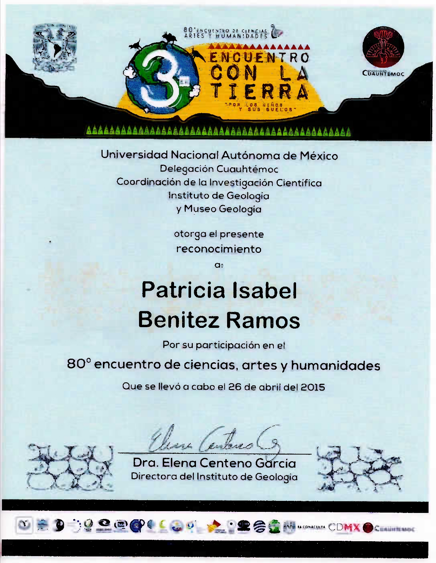 80° ENCUENTRO DE CIENCIAS,
ARTES Y HUMANIDADES
3ER.
ENCUENTRO
CON LA
TIERRA
"POR LOS SUEÑOS
Y SUS SUELOS"
CUAUHTÉMOC
Universidad Nacional Autónoma de México
Delegación Cuauhtémoc
Coordinación de la Investigación Científica
Instituto de Geología
y Museo Geología
otorga el presente
reconocimiento
a:
Patricia Isabel
Benitez Ramos
Por su participación en el
80° encuentro de ciencias, artes y humanidades
Que se llevó a cabo el 26 de abril del 2015
Elena Centeno G
Dra. Elena Centeno García
Directora del Instituto de Geología
CDMX
CUAUHTÉMOC